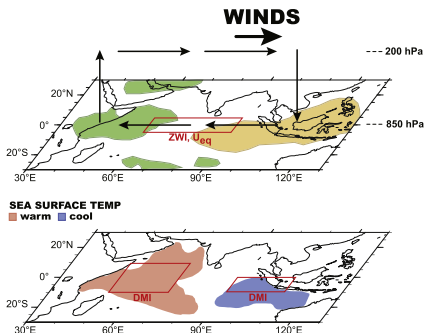 WINDS
200 hPa
20°N
0°
850 hPa
ZWI, Ueq
20°S
30°E 60°E 90°E 120°E
SEA SURFACE TEMP
warm cool
20°N
0°
DMI DMI
20°S
30°E 60°E 90°E 120°E